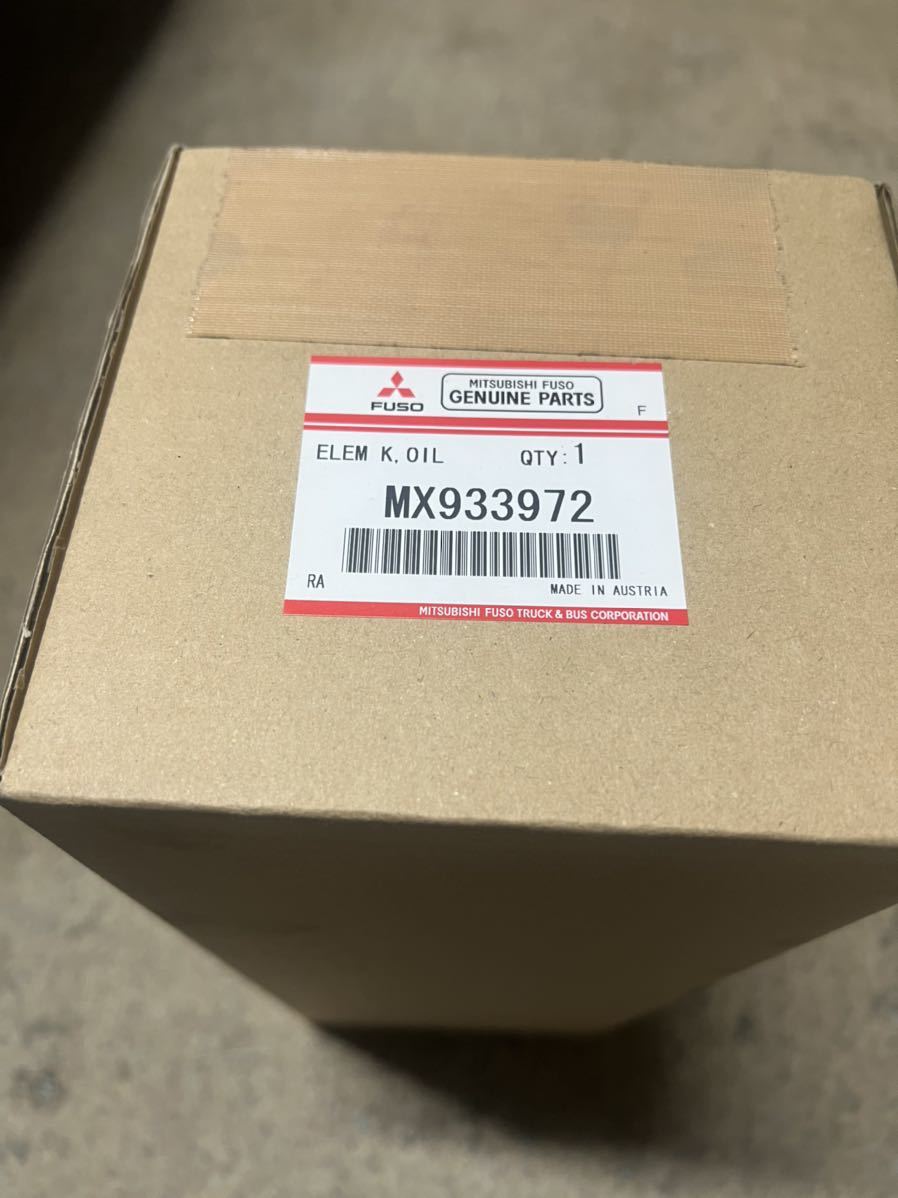 FUSO
MITSUBISHI FUSO
GENUINE PARTS
F
ELEM K,OIL QTY:1
MX933972
RA
MADE IN AUSTRIA
MITSUBISHI FUSO TRUCK & BUS CORPORATION